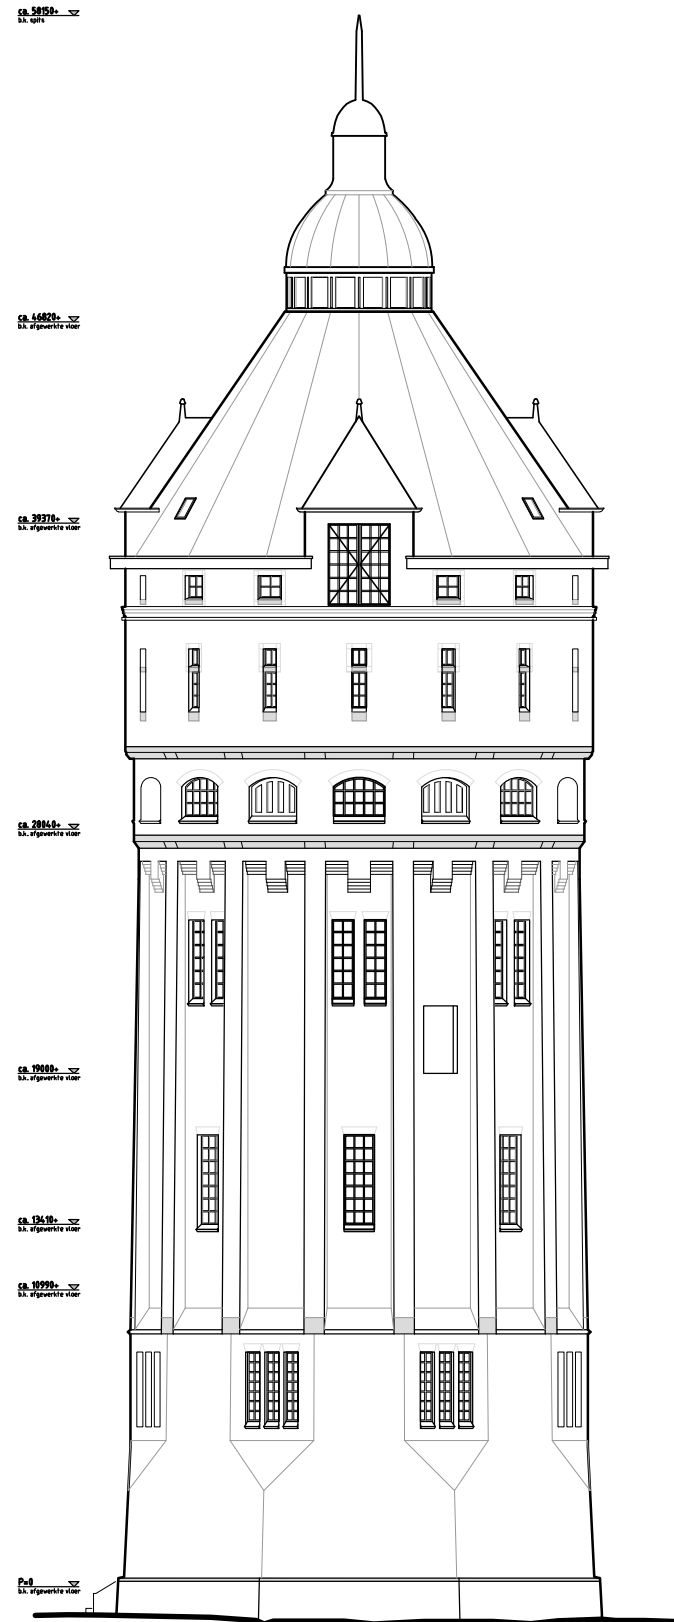 ca. 58150+
b.k. spits
ca. 46820+
b.k. afgewerkte vloer
ca. 39370+
b.k. afgewerkte vloer
ca. 28040+
b.k. afgewerkte vloer
ca. 19000+
b.k. afgewerkte vloer
ca. 13410+
b.k. afgewerkte vloer
ca. 10990+
b.k. afgewerkte vloer
P=0
b.k. afgewerkte vloer